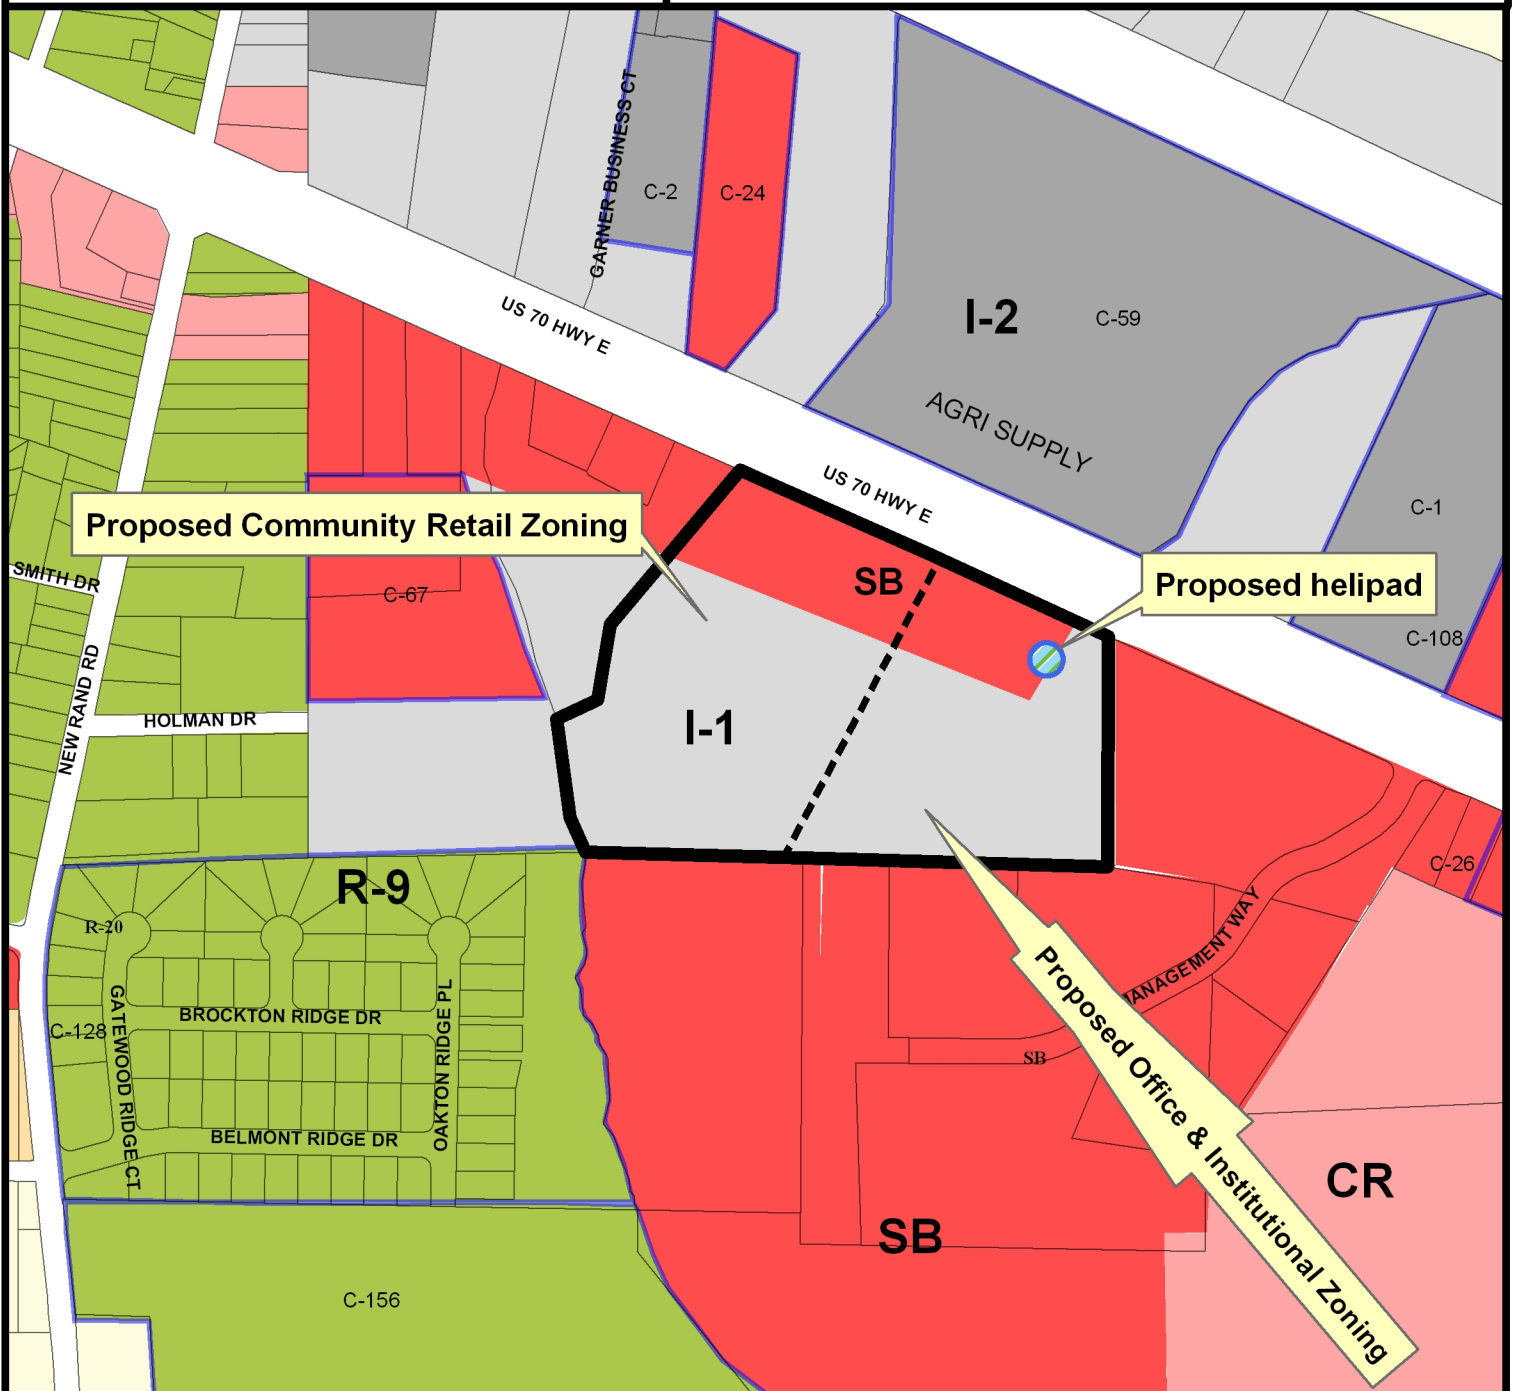 GARNER BUSINESS CT
C-2
C-24
I-2
C-59
US 70 HWY E
AGRI SUPPLY
US 70 HWY E
C-1
Proposed Community Retail Zoning
SB
Proposed helipad
SMITH DR
C-67
C-108
NEW RAND RD
HOLMAN DR
I-1
R-9
C-26
R-20
MANAGEMENT WAY
GATEWOOD RIDGE CT
BROCKTON RIDGE DR
OAKTON RIDGE PL
C-128
SB
Proposed Office & Institutional Zoning
BELMONT RIDGE DR
CR
SB
C-156